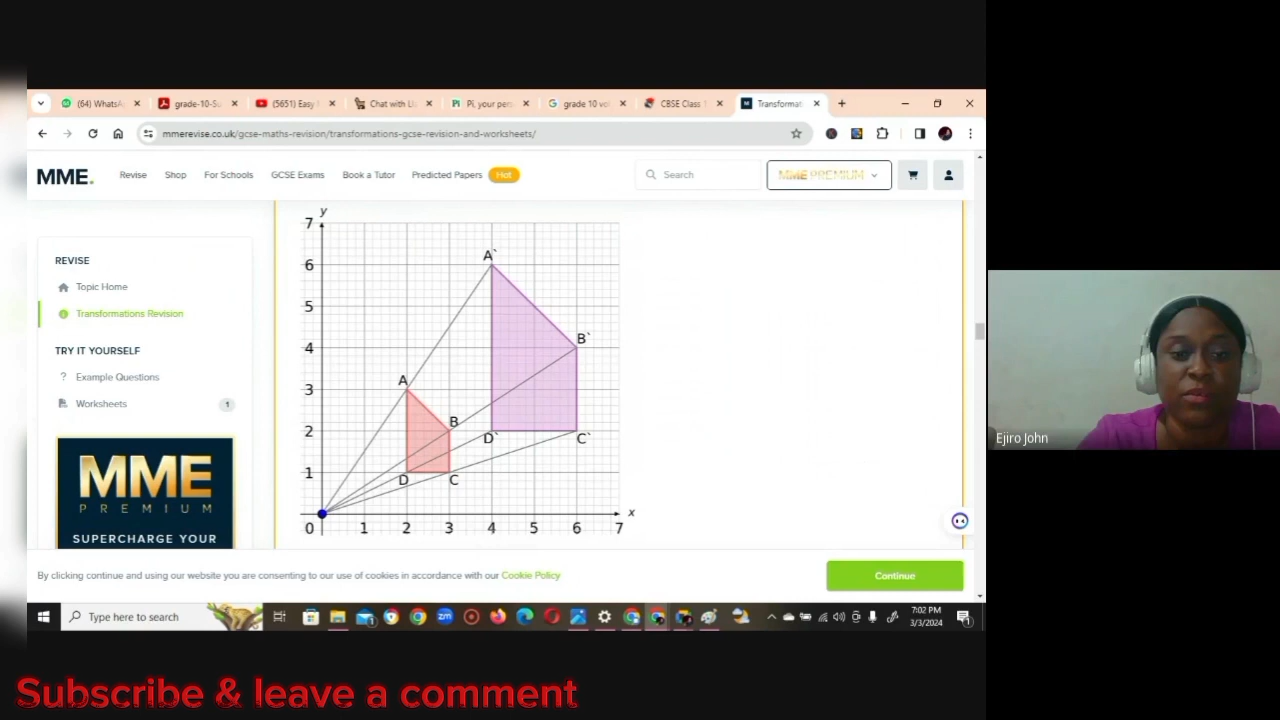 (64) WhatsA
grade-10-Su
(5651) Easy
Chat with Li
Pi, your pers
grade 10 vo
CBSE Class 1
Transformat
mmerevise.co.uk/gcse-maths-revision/transformations-gcse-revision-and-worksheets/
MME.
Revise
Shop
For Schools
GCSE Exams
Book a Tutor
Predicted Papers
Hot
Search
MME PREMIUM
REVISE
Topic Home
Transformations Revision
TRY IT YOURSELF
Example Questions
Worksheets
1
MME
PREMIUM
SUPERCHARGE YOUR
y
7
6
5
4
3
2
1
0 1 2 3 4 5 6 7
x
A`
B`
A
B
D`
C`
D
C
By clicking continue and using our website you are consenting to our use of cookies in accordance with our Cookie Policy
Continue
Type here to search
7:02 PM
3/3/2024
Ejiro John
Subscribe & leave a comment